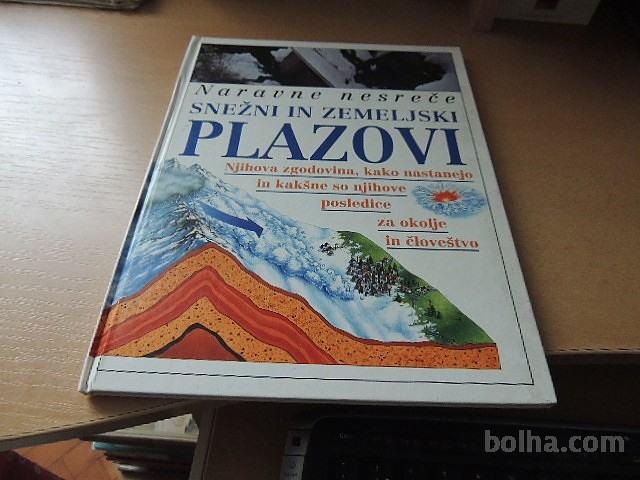 Naravne nesreče
SNEŽNI IN ZEMELJSKI
PLAZOVI
Njihova zgodovina, kako nastanejo
in kakšne so njihove
posledice
za okolje
in človeštvo
bolha.com